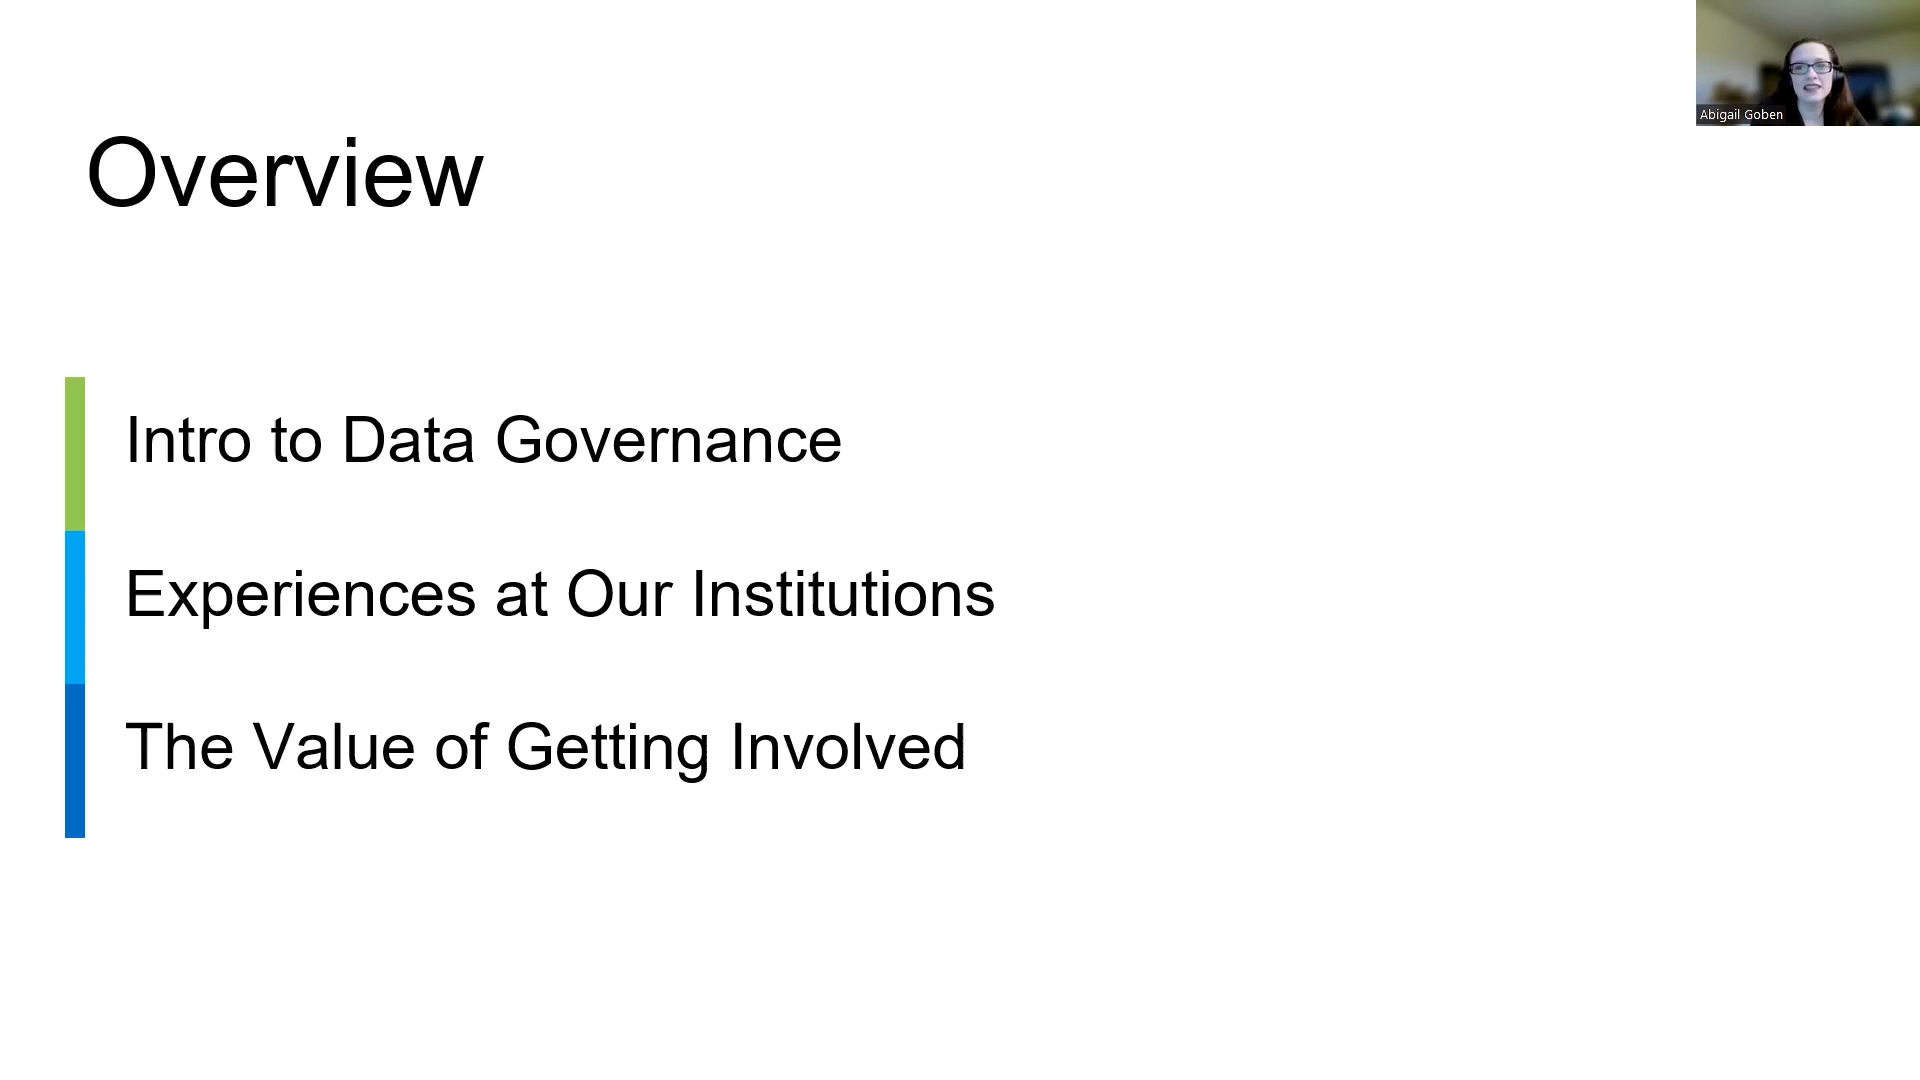 Overview
Abigail Goben
Intro to Data Governance
Experiences at Our Institutions
The Value of Getting Involved